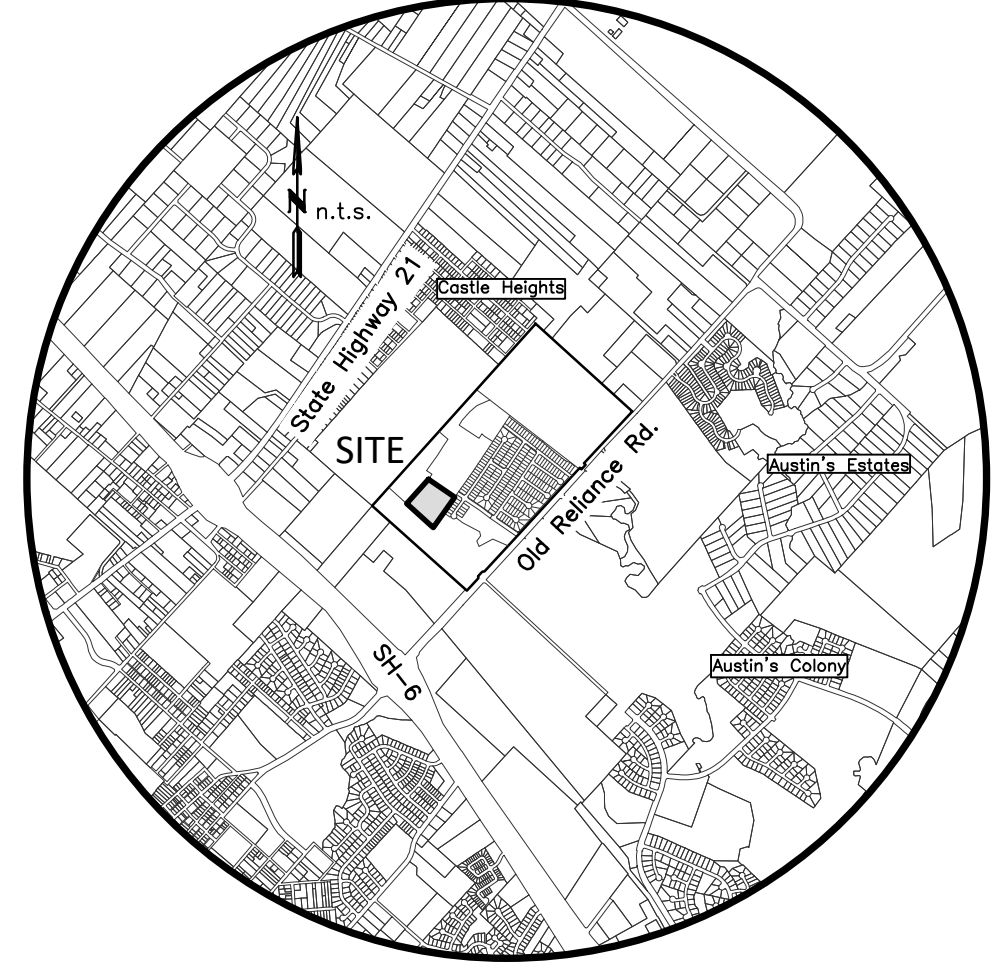 N
n.t.s.
State Highway 21
Castle Heights
SITE
Old Reliance Rd.
Austin's Estates
SH-6
Austin's Colony